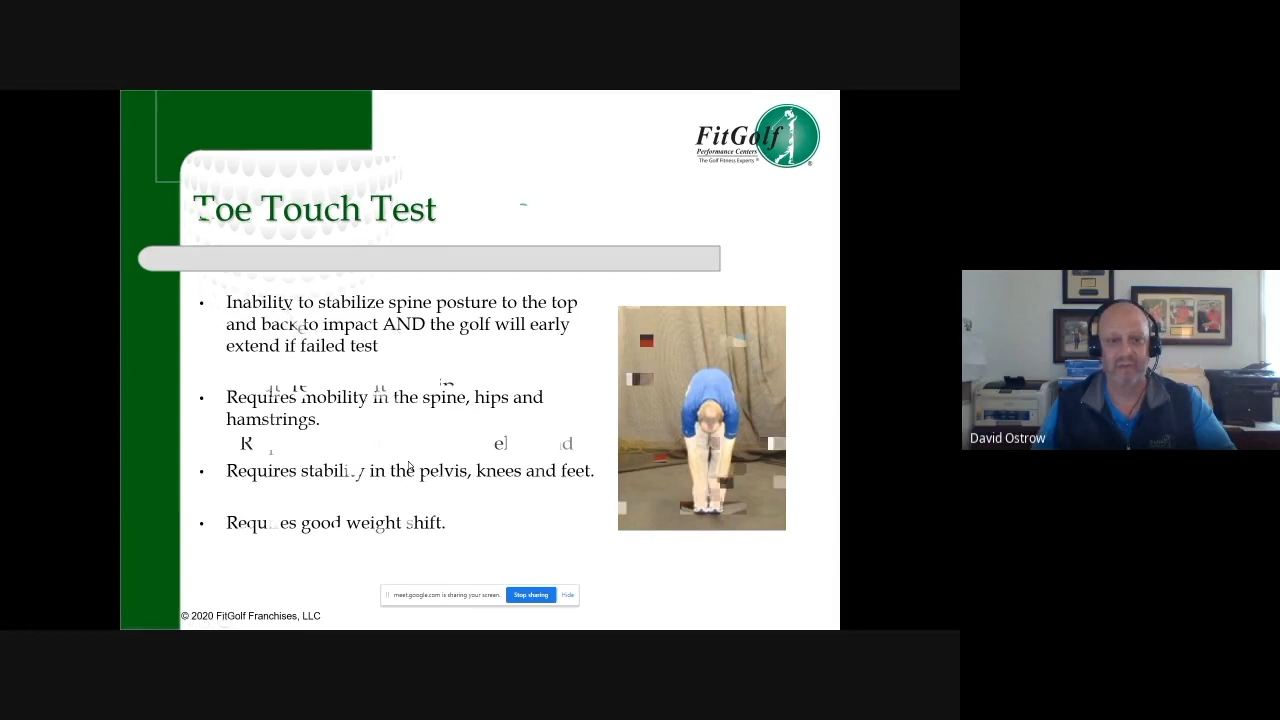 FitGolf
Performance Centers
The Golf Fitness Experts
Toe Touch Test
• Inability to stabilize spine posture to the top
and back to impact AND the golf will early
extend if failed test
• Requires mobility in the spine, hips and
hamstrings.
• Requires stability in the pelvis, knees and feet.
• Requires good weight shift.
meet.google.com is sharing your screen. Stop sharing Hide
© 2020 FitGolf Franchises, LLC
David Ostrow